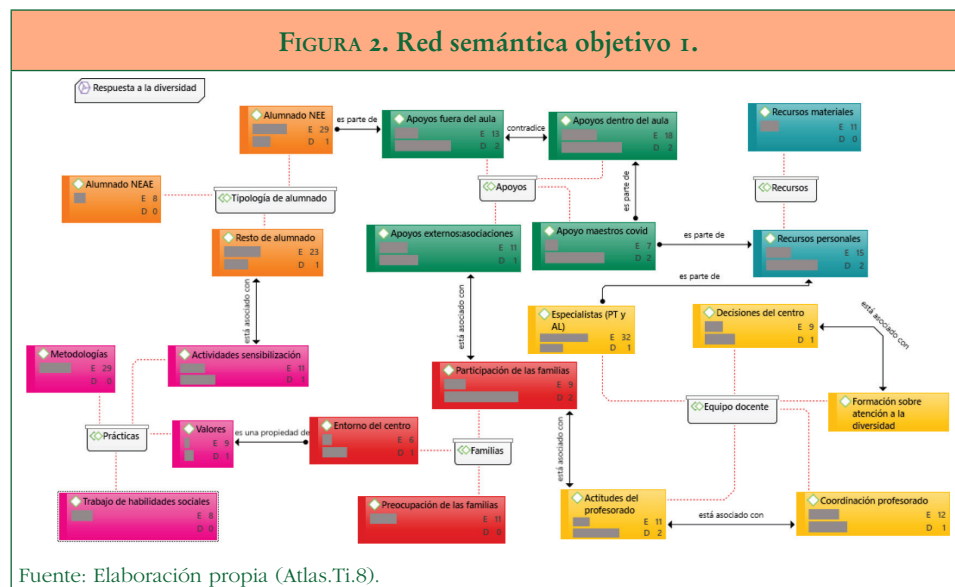 FIGURA 2. Red semántica objetivo 1.
Respuesta a la diversidad
Alumnado NEE
E 29
D 1
es parte de
Apoyos fuera del aula
E 13
D 2
contradice
Apoyos dentro del aula
E 18
D 2
Recursos materiales
E 11
D 0
Alumnado NEAE
E 8
D 0
Tipología de alumnado
Apoyos
Recursos
es parte de
Resto de alumnado
E 23
D 1
Apoyos externos:asociaciones
E 11
D 2
Apoyo maestros covid
E 7
D 2
es parte de
Recursos personales
E 15
D 2
es parte de
está asociado con
está asociado con
Especialistas (PT y
AL)
E 32
D 1
Decisiones del centro
E 9
D 1
está asociado con
Metodologías
E 29
D 0
Actividades sensibilización
E 11
D 1
Participación de las familias
E 9
D 2
Equipo docente
Formación sobre
atención a la
diversidad
Prácticas
Valores
E 9
D 1
es una propiedad de
Entorno del centro
E 6
D 1
Familias
está asociado con
Trabajo de habilidades sociales
E 8
D 0
Preocupación de las familias
E 11
D 0
Actitudes del
profesorado
E 11
D 2
está asociado con
Coordinación profesorado
E 12
D 1
Fuente: Elaboración propia (Atlas.Ti.8).